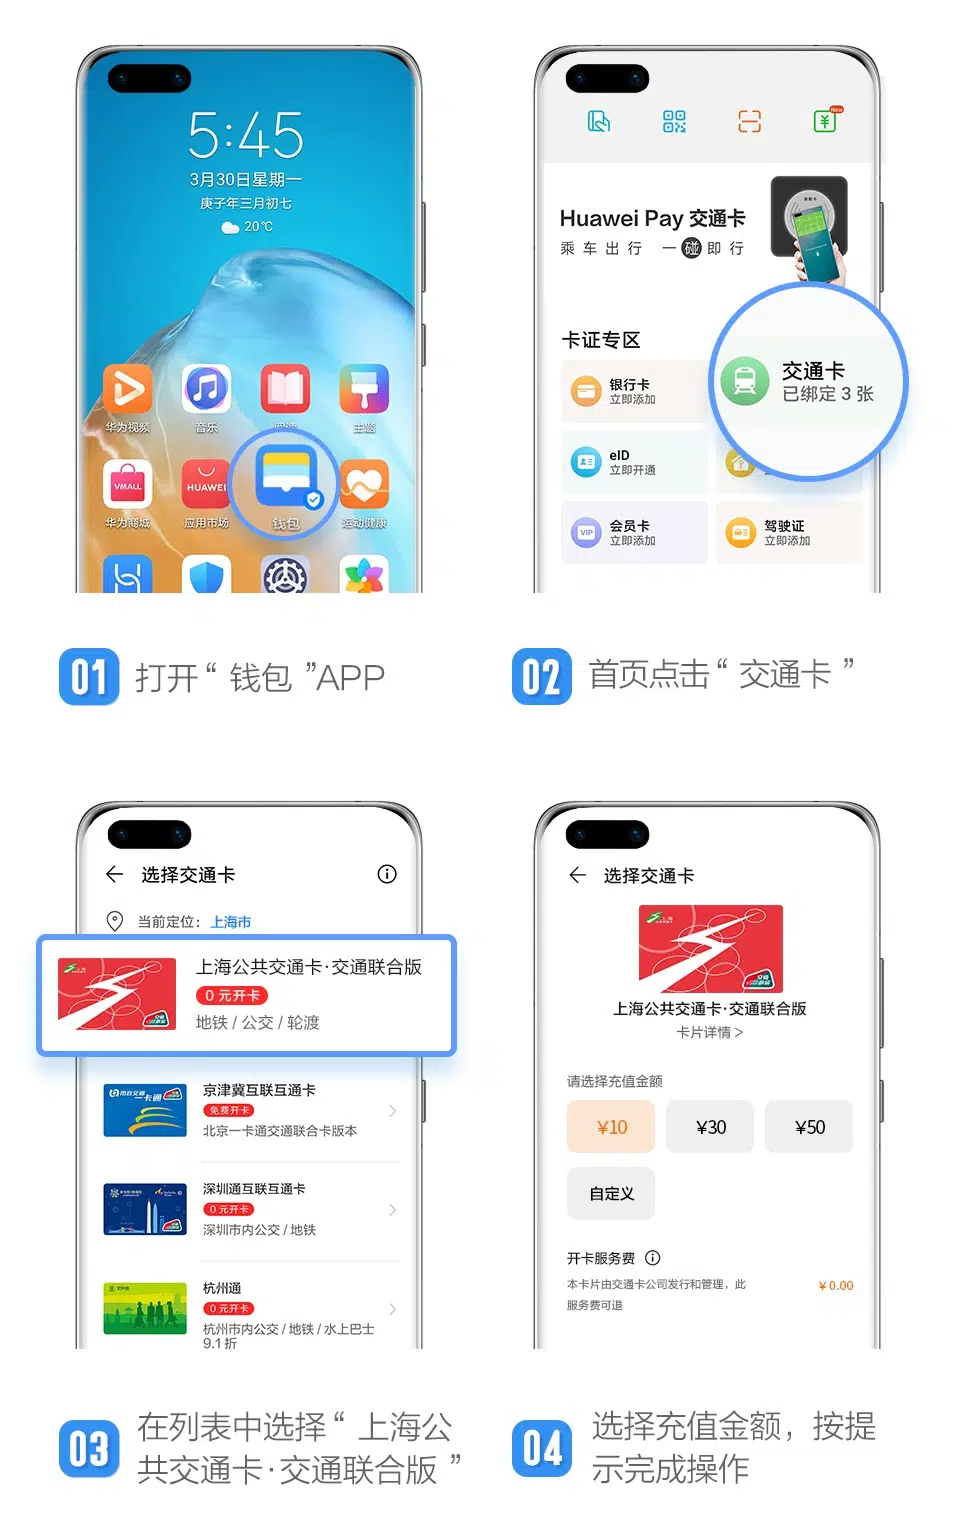 5:45
3月30日星期一
庚子年三月初七
20℃
华为视频
音乐
阅读
主题
VMALL
HUAWEI
华为商城
应用市场
钱包
运动健康
01 打开“ 钱包 ”APP
New
Huawei Pay 交通卡
乘车出行 一碰即行
卡证专区
银行卡
立即添加
交通卡
已绑定 3 张
eID
立即开通
会员卡
立即添加
VIP
驾驶证
立即添加
02 首页点击“ 交通卡 ”
选择交通卡
当前定位： 上海市
上海公共交通卡·交通联合版
0 元开卡
地铁 / 公交 / 轮渡
京津冀互联互通卡
免费开卡
北京一卡通交通联合卡版本
深圳通互联互通卡
0 元开卡
深圳市内公交 / 地铁
杭州通
0 元开卡
杭州市内公交 / 地铁 / 水上巴士
9.1 折
03 在列表中选择“ 上海公
共交通卡·交通联合版 ”
选择交通卡
上海公共交通卡·交通联合版
卡片详情 >
请选择充值金额
¥10 ¥30 ¥50
自定义
开卡服务费
本卡片由交通卡公司发行和管理，此
服务费可退
¥ 0.00
04 选择充值金额，按提
示完成操作